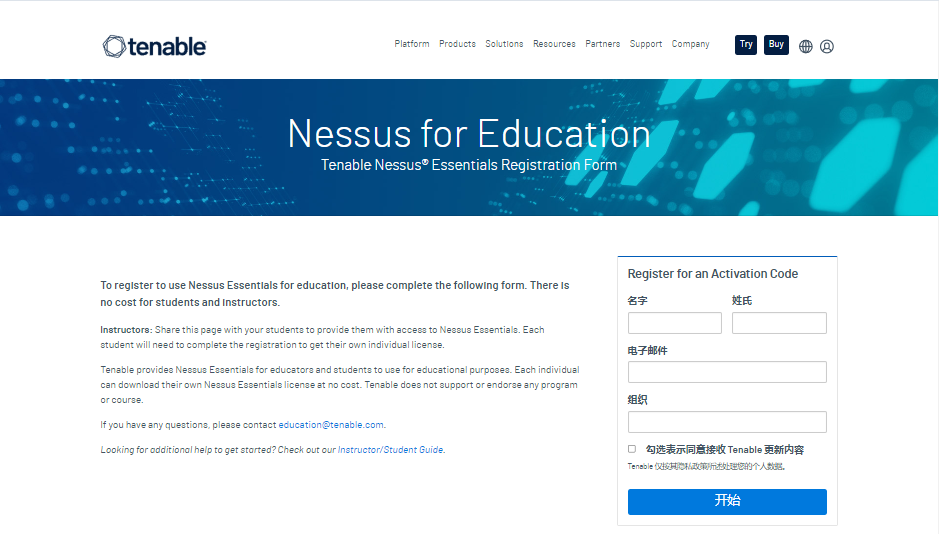 tenable
Platform Products Solutions Resources Partners Support Company Try Buy
Nessus for Education
Tenable Nessus® Essentials Registration Form
To register to use Nessus Essentials for education, please complete the following form. There is
no cost for students and instructors.
Instructors: Share this page with your students to provide them with access to Nessus Essentials. Each
student will need to complete the registration to get their own individual license.
Tenable provides Nessus Essentials for educators and students to use for educational purposes. Each individual
can download their own Nessus Essentials license at no cost. Tenable does not support or endorse any program
or course.
If you have any questions, please contact education@tenable.com.
Looking for additional help to get started? Check out our Instructor/Student Guide.
Register for an Activation Code
名字 姓氏
电子邮件
组织
勾选表示同意接收 Tenable 更新内容
Tenable 仅按其隐私政策所述处理您的个人数据。
开始